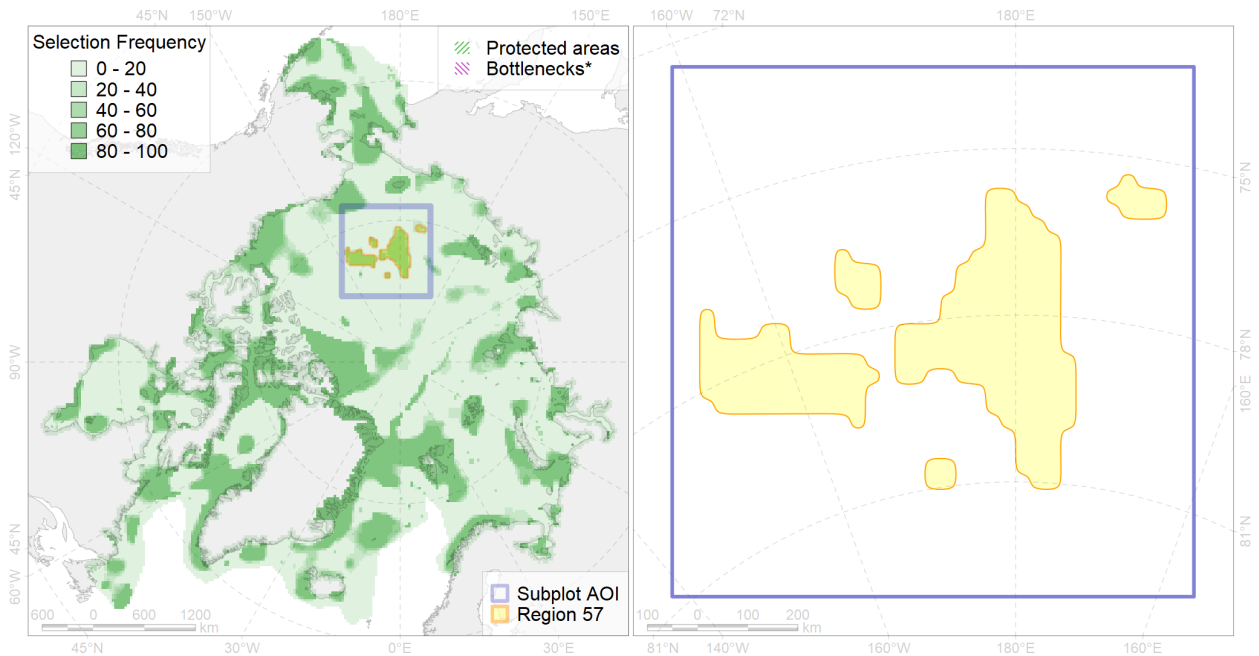 45°N 150°W 180°E 150°E 160°W 72°N 180°E
Selection Frequency
0 - 20
20 - 40
40 - 60
60 - 80
80 - 100
Protected areas
Bottlenecks*
120°W
45°N
90°W
45°N
60°W
75°N
78°N
160°E
81°N
Subplot AOI
Region 57
600 0 600 1200
km
100 0 100 200
km
45°N 30°W 0°E 30°E 81°N 140°W 160°W 180°E 160°E